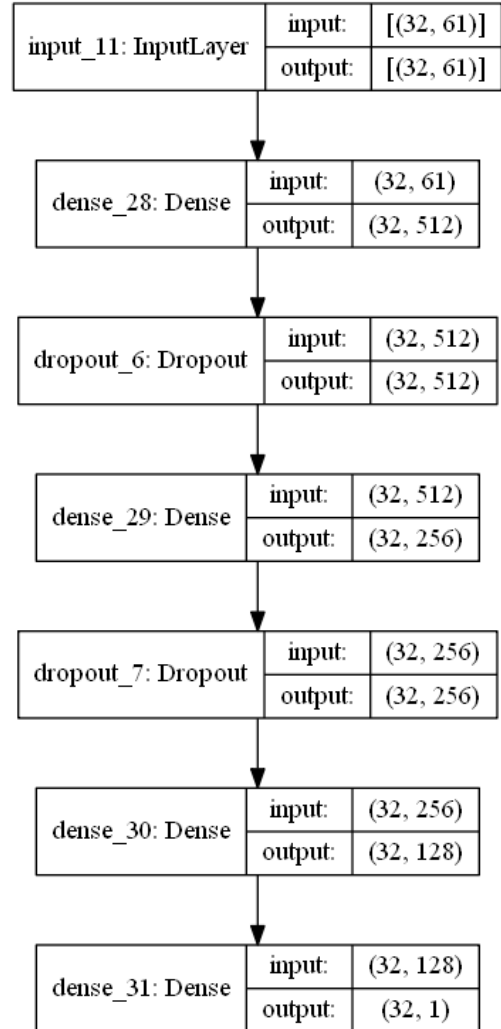 input_11: InputLayer
input: [(32, 61)]
output: [(32, 61)]
dense_28: Dense
input: (32, 61)
output: (32, 512)
dropout_6: Dropout
input: (32, 512)
output: (32, 512)
dense_29: Dense
input: (32, 512)
output: (32, 256)
dropout_7: Dropout
input: (32, 256)
output: (32, 256)
dense_30: Dense
input: (32, 256)
output: (32, 128)
dense_31: Dense
input: (32, 128)
output: (32, 1)